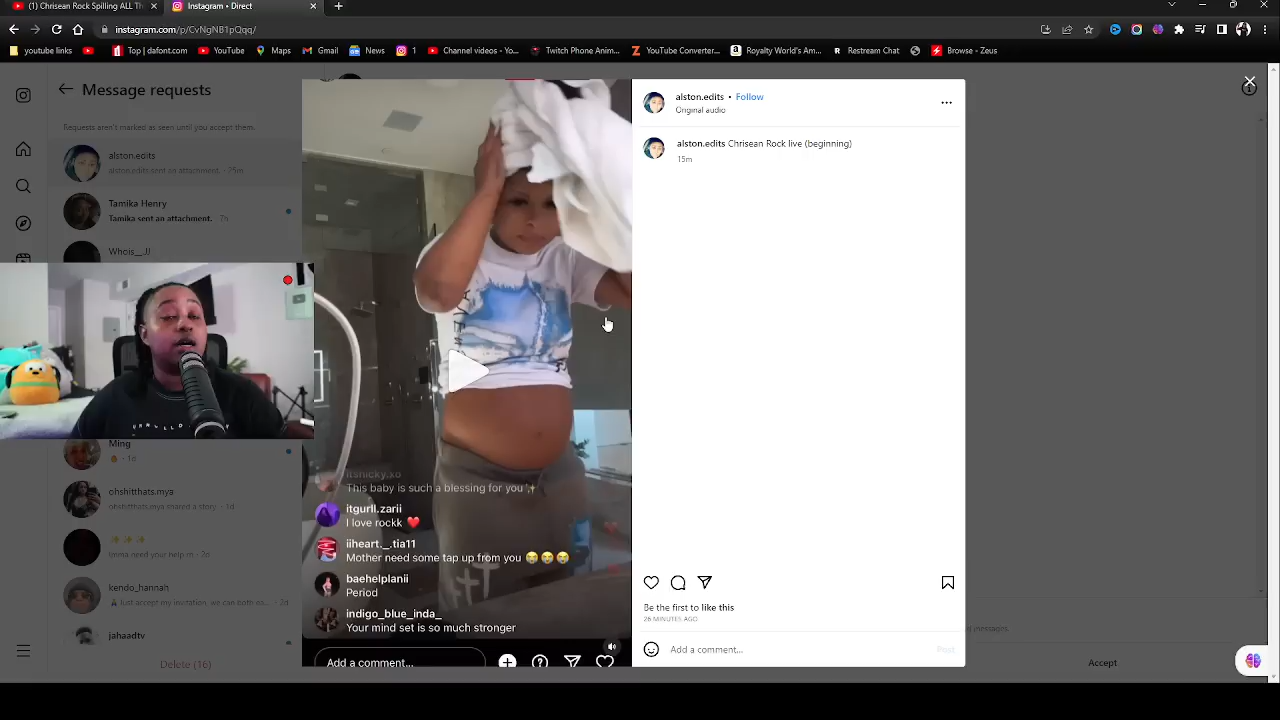 (1) Chrisean Rock Spilling ALL Th
Instagram • Direct
instagram.com/p/CvNgNB1pQqq/
youtube links
Top | dafont.com
YouTube
Maps
Gmail
News
1
Channel videos - Yo...
Twitch Phone Anim...
YouTube Converter...
Royalty World's Am...
Restream Chat
Browse - Zeus
Message requests
Requests aren't marked as seen until you accept them.
alston.edits
alston.edits sent an attachment. · 25m
Tamika Henry
Tamika sent an attachment. · 7h
Whois__JJ
Ming
1d
ohshitthats.mya
ohshitthats.mya shared a story. · 1d
Imma need your help · 2d
kendo_hannah
I just accept my invitation, we can both co... · 2d
jahaadtv
Delete (16)
itsnicky.xo
This baby is such a blessing for you✨
itgurll.zarii
I love rockk ❤️
iiheart._.tia11
Mother need some tap up from you 😭😭😭
baehelplanii
Period
indigo_blue_inda_
Your mind set is so much stronger
Add a comment...
alston.edits • Follow
Original audio
alston.edits Chrisean Rock live (beginning)
15m
Be the first to like this
26 MINUTES AGO
Add a comment...
Post
messages.
Accept